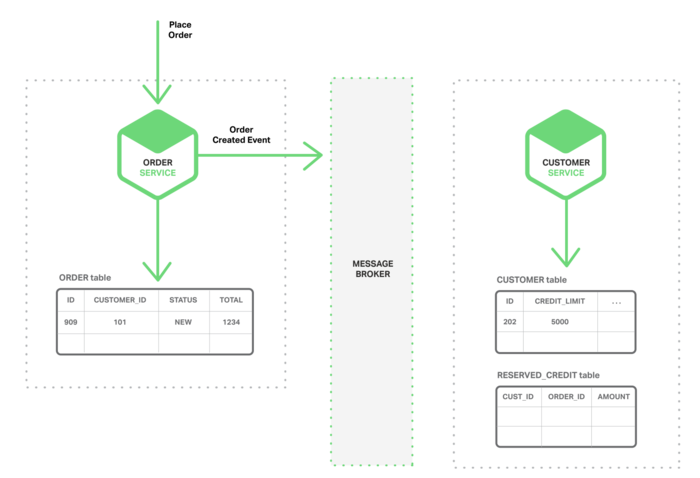 Place
Order
Order
Created Event
ORDER
SERVICE
CUSTOMER
SERVICE
MESSAGE
BROKER
ORDER table
ID CUSTOMER_ID STATUS TOTAL
909 101 NEW 1234
CUSTOMER table
ID CREDIT_LIMIT ...
202 5000
RESERVED_CREDIT table
CUST_ID ORDER_ID AMOUNT